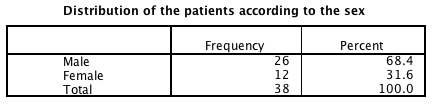 Distribution of the patients according to the sex
Frequency Percent
Male 26 68.4
Female 12 31.6
Total 38 100.0